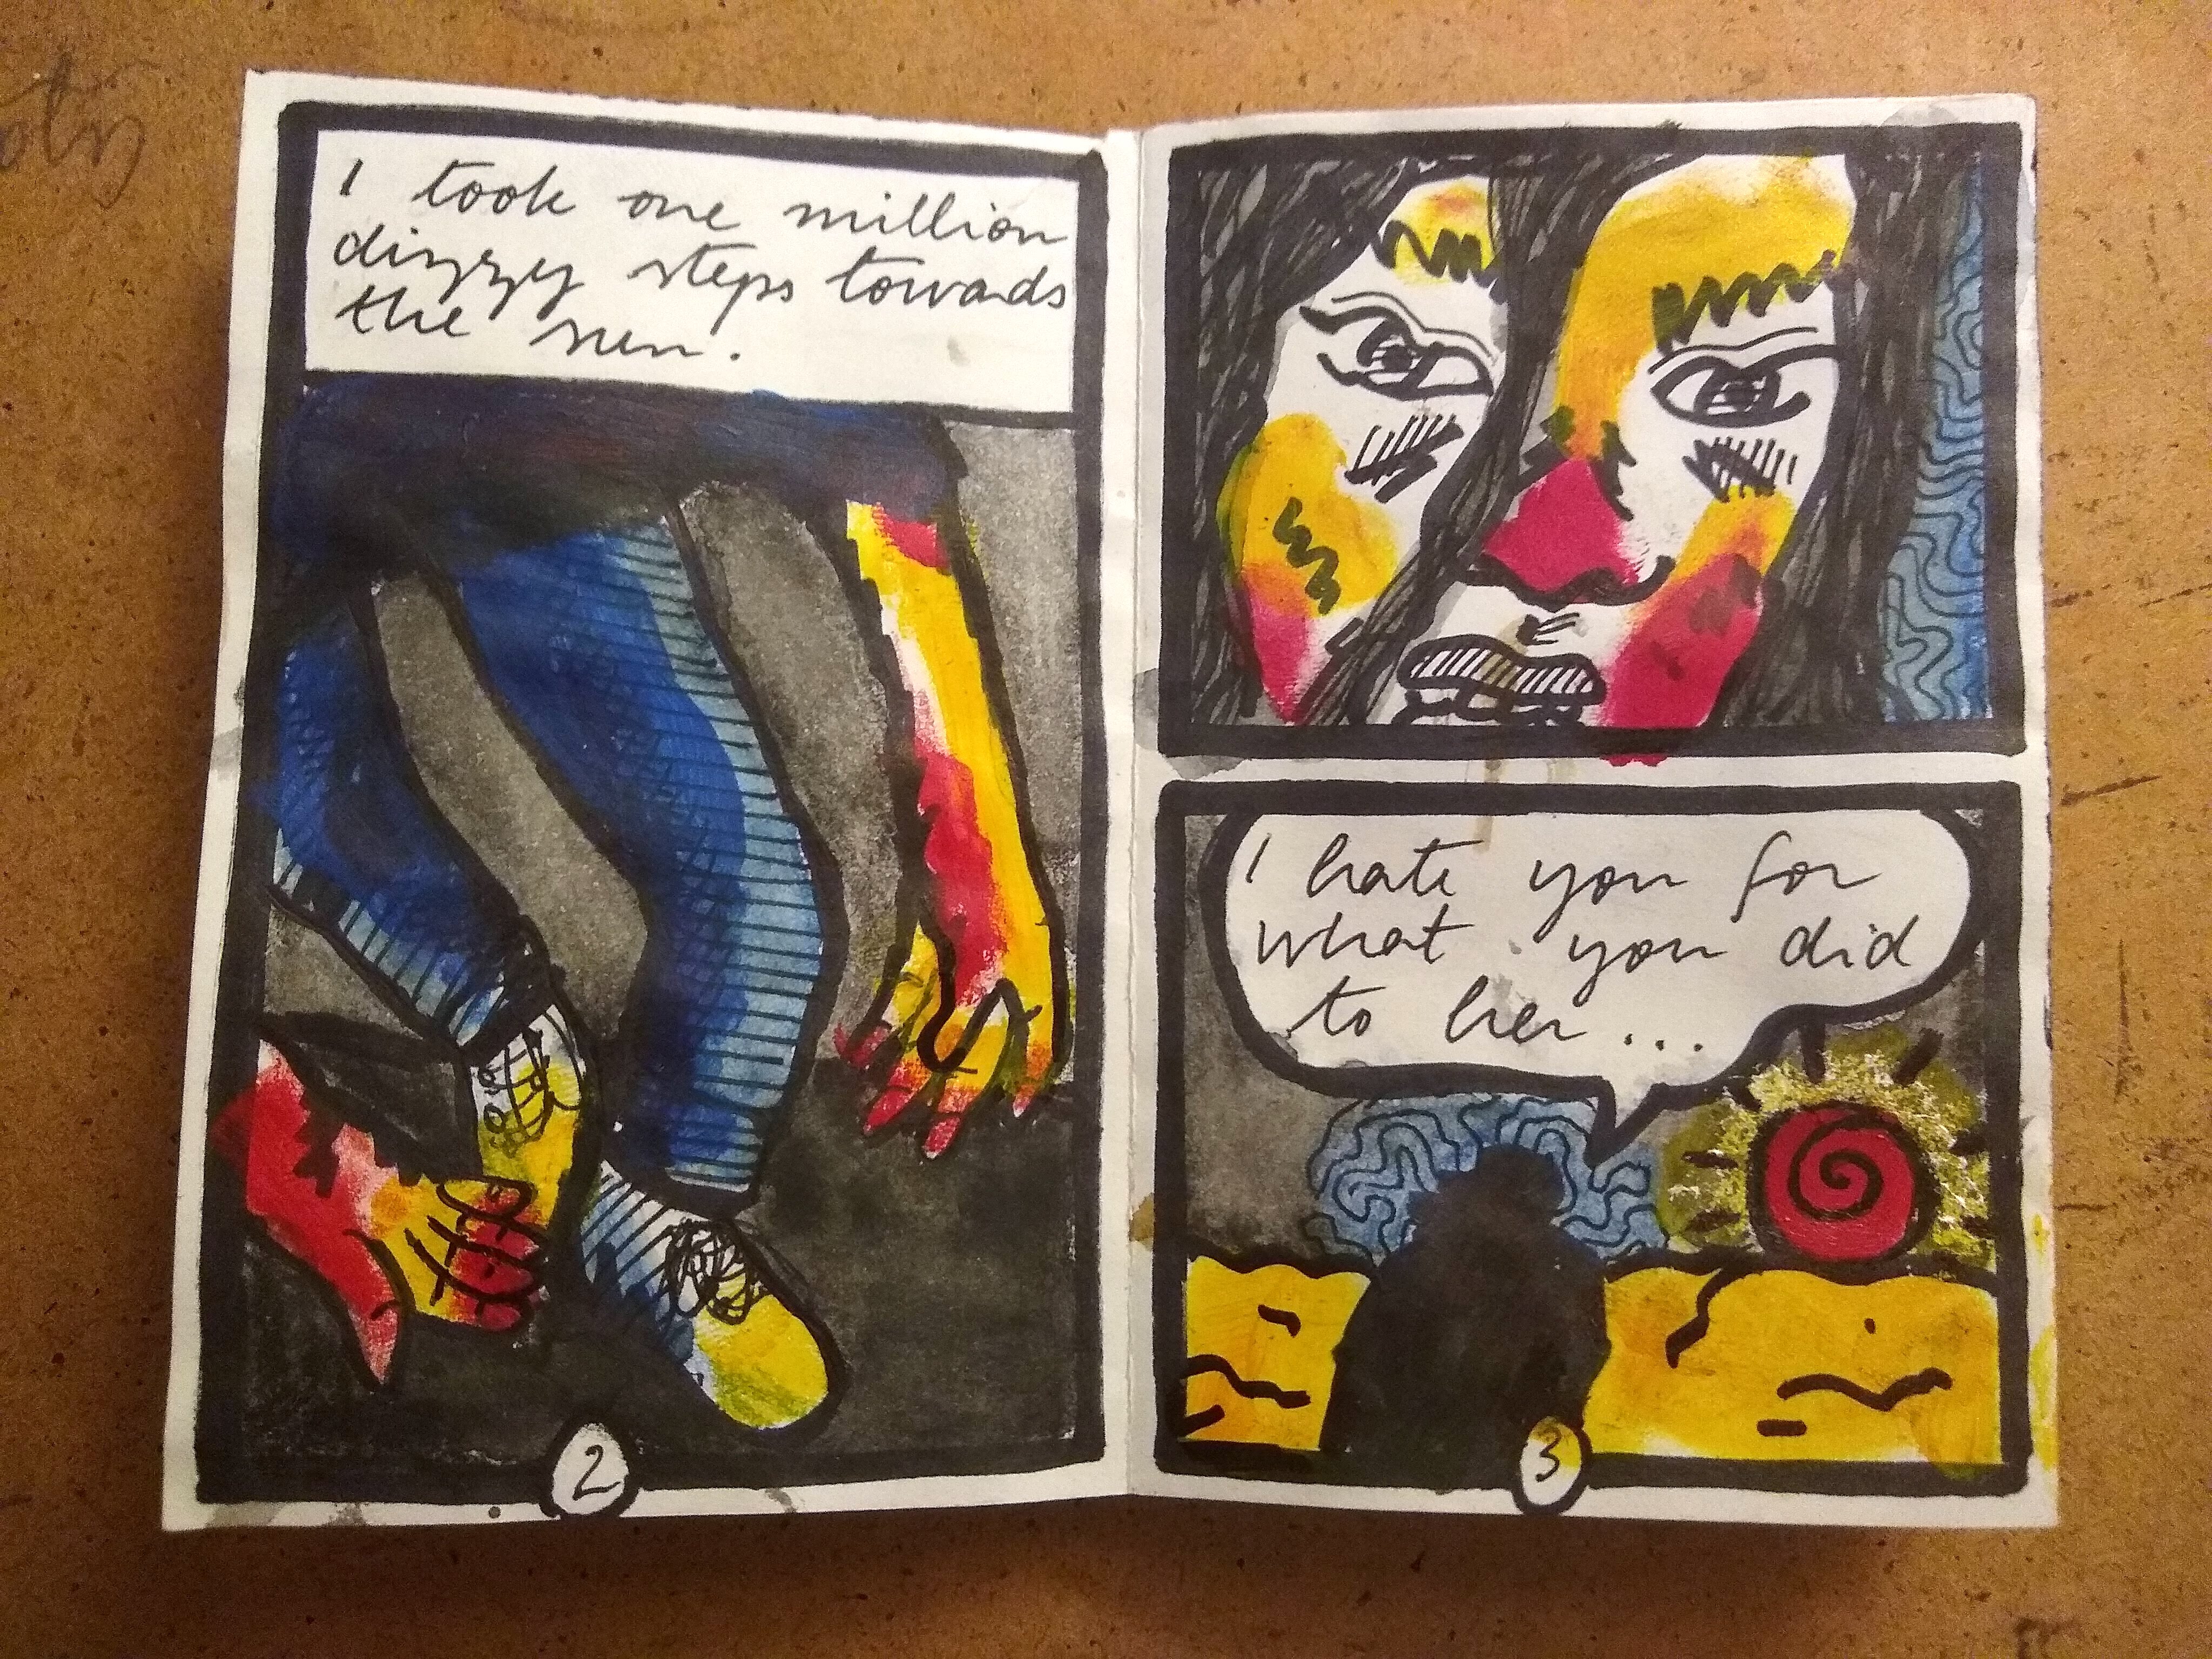 I took one million
dizzy steps towards
the sun.
2
I hate you for
what you did
to her...
3